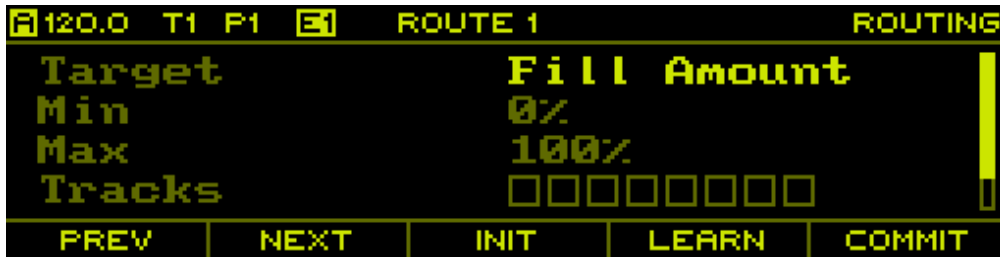 A 120.0 T1 P1 E1 ROUTE 1 ROUTING
Target Fill Amount
Min 0%
Max 100%
Tracks
PREV NEXT INIT LEARN COMMIT